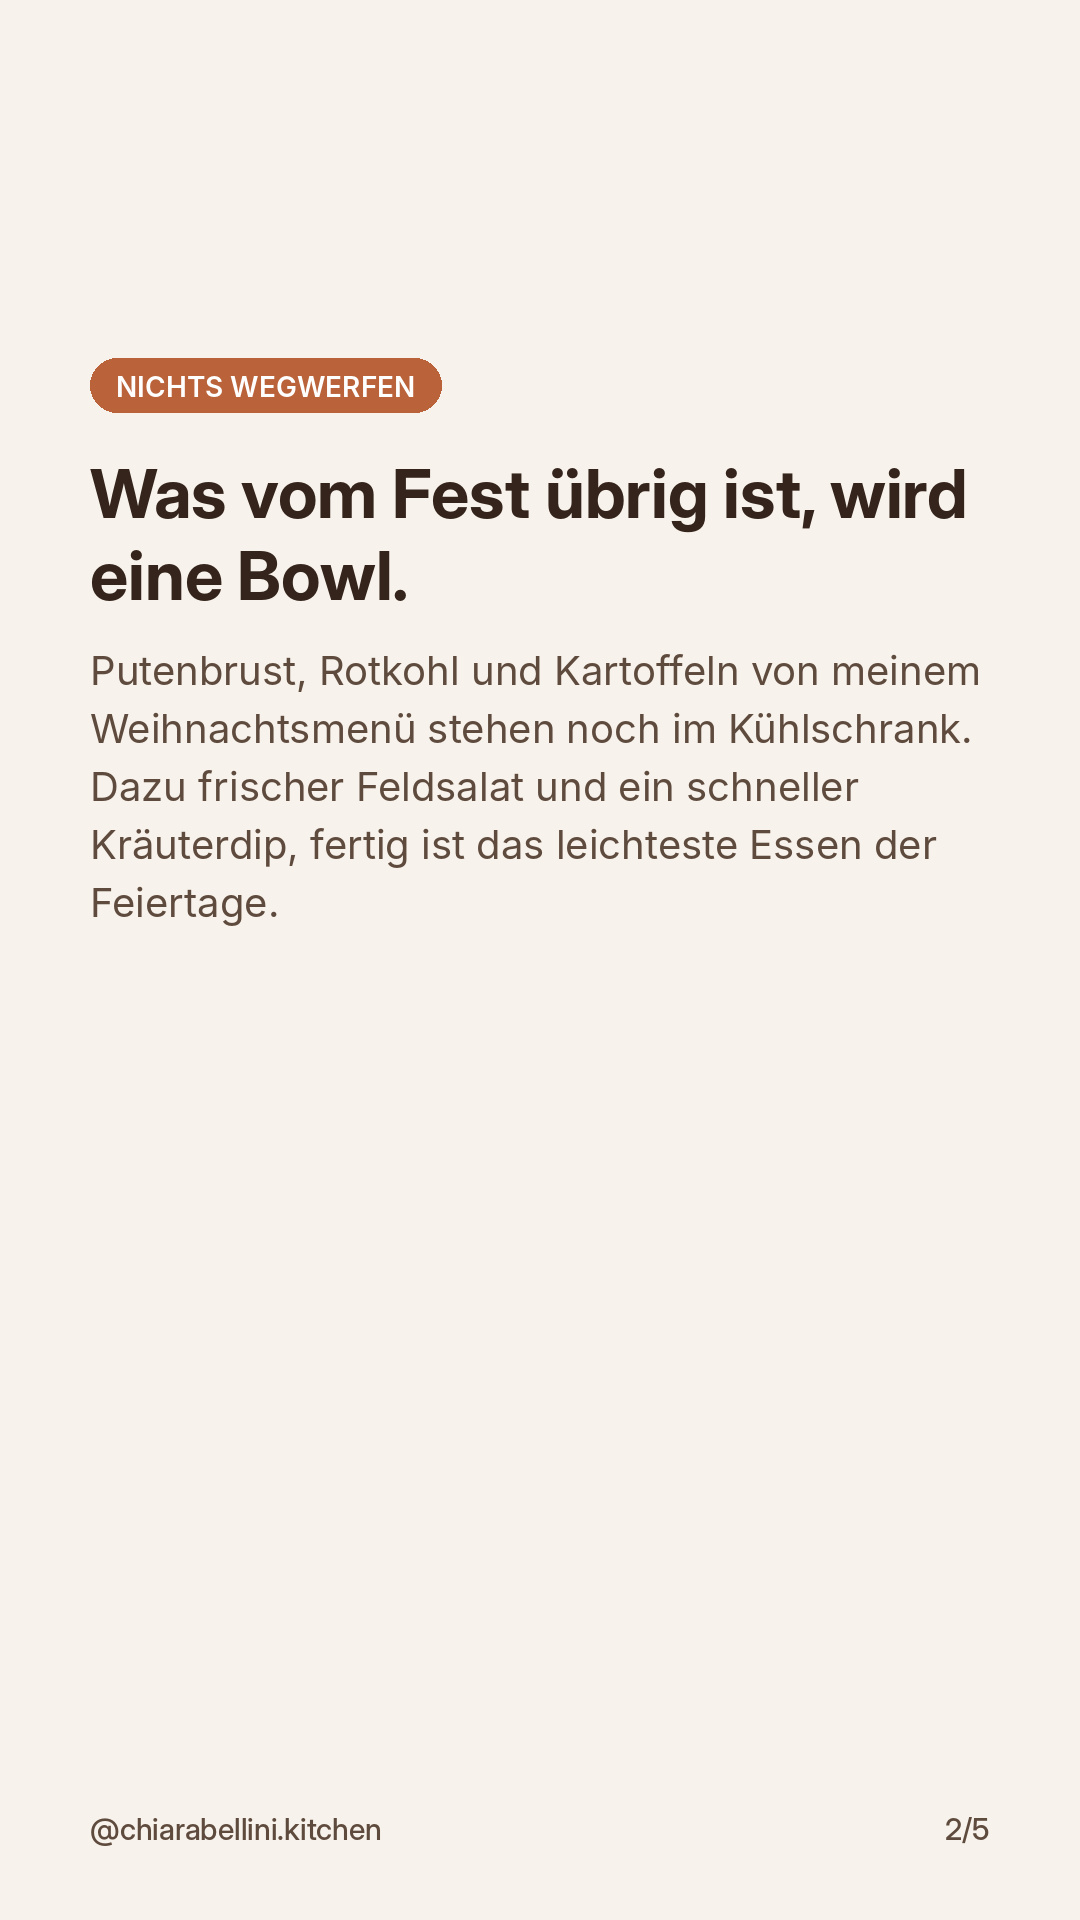 NICHTS WEGWERFEN
Was vom Fest übrig ist, wird
eine Bowl.
Putenbrust, Rotkohl und Kartoffeln von meinem
Weihnachtsmenü stehen noch im Kühlschrank.
Dazu frischer Feldsalat und ein schneller
Kräuterdip, fertig ist das leichteste Essen der
Feiertage.
@chiarabellini.kitchen
2/5